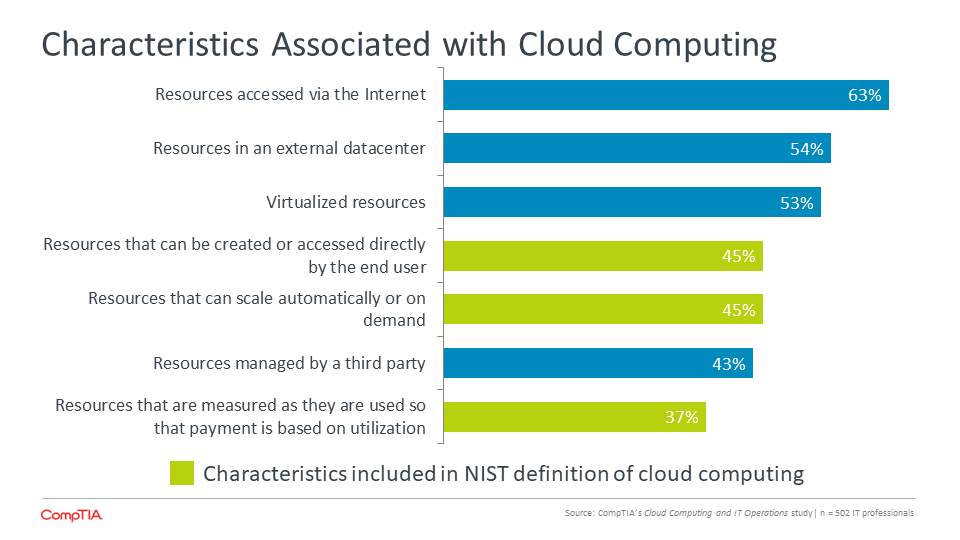 Characteristics Associated with Cloud Computing
Resources accessed via the Internet
63%
Resources in an external datacenter
54%
Virtualized resources
53%
Resources that can be created or accessed directly
by the end user
45%
Resources that can scale automatically or on
demand
45%
Resources managed by a third party
43%
Resources that are measured as they are used so
that payment is based on utilization
37%
Characteristics included in NIST definition of cloud computing
CompTIA
Source: CompTIA's Cloud Computing and IT Operations study | n = 502 IT professionals